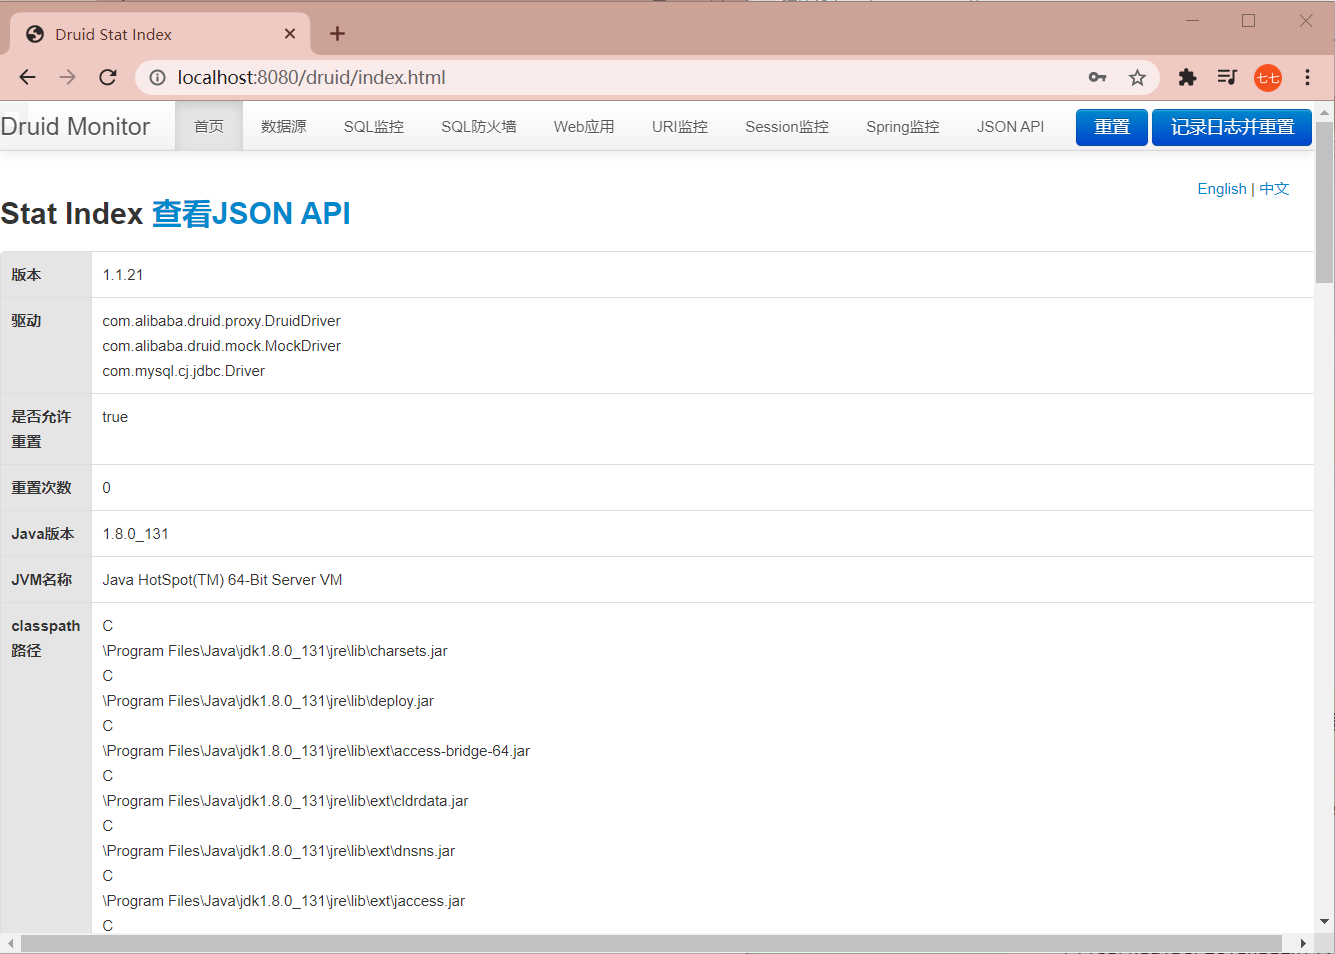 Druid Stat Index
localhost:8080/druid/index.html
七七
Druid Monitor 首页 数据源 SQL监控 SQL防火墙 Web应用 URI监控 Session监控 Spring监控 JSON API 重置 记录日志并重置
English | 中文
Stat Index 查看JSON API
版本 1.1.21
驱动 com.alibaba.druid.proxy.DruidDriver
com.alibaba.druid.mock.MockDriver
com.mysql.cj.jdbc.Driver
是否允许 true
重置
重置次数 0
Java版本 1.8.0_131
JVM名称 Java HotSpot(TM) 64-Bit Server VM
classpath C
路径 \Program Files\Java\jdk1.8.0_131\jre\lib\charsets.jar
C
\Program Files\Java\jdk1.8.0_131\jre\lib\deploy.jar
C
\Program Files\Java\jdk1.8.0_131\jre\lib\ext\access-bridge-64.jar
C
\Program Files\Java\jdk1.8.0_131\jre\lib\ext\cldrdata.jar
C
\Program Files\Java\jdk1.8.0_131\jre\lib\ext\dnsns.jar
C
\Program Files\Java\jdk1.8.0_131\jre\lib\ext\jaccess.jar
C